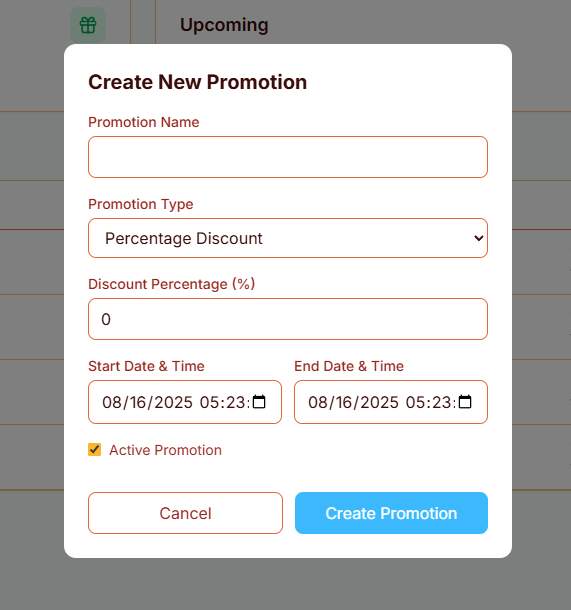 Upcoming
Create New Promotion
Promotion Name
Promotion Type
Percentage Discount
Discount Percentage (%)
0
Start Date & Time
End Date & Time
08/16/2025 05:23:
08/16/2025 05:23:
Active Promotion
Cancel
Create Promotion